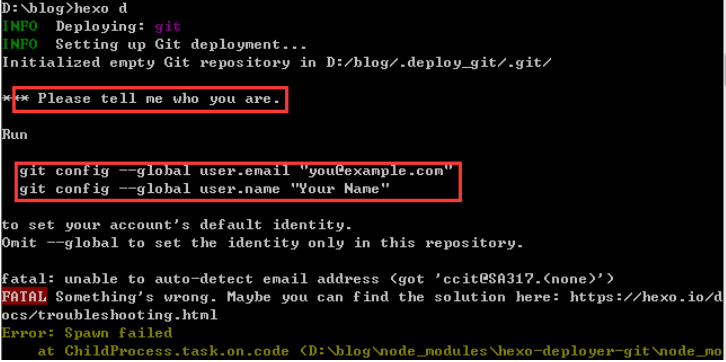 D:\blog>hexo d
INFO  Deploying: git
INFO  Setting up Git deployment...
Initialized empty Git repository in D:/blog/.deploy_git/.git/
*** Please tell me who you are.
Run
git config --global user.email "you@example.com"
git config --global user.name "Your Name"
to set your account's default identity.
Omit --global to set the identity only in this repository.
fatal: unable to auto-detect email address (got 'ccit@SA317.(none)')
FATAL Something's wrong. Maybe you can find the solution here: https://hexo.io/d
ocs/troubleshooting.html
Error: Spawn failed
at ChildProcess.task.on.code (D:\blog\node_modules\hexo-deployer-git\node_mo